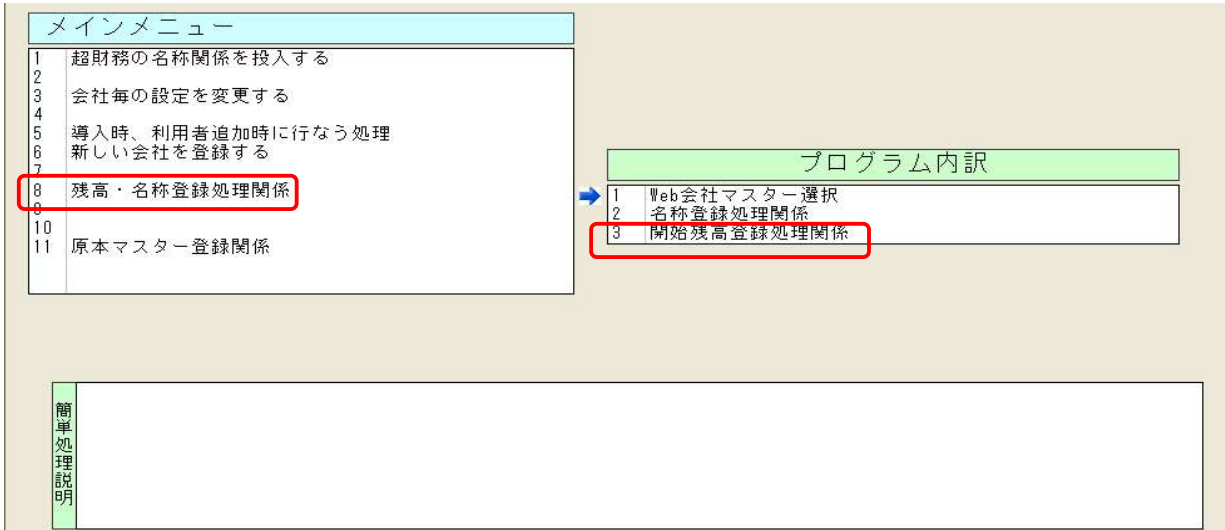 メインメニュー
1 超財務の名称関係を投入する
2
3 会社毎の設定を変更する
4
5 導入時、利用者追加時に行なう処理
6 新しい会社を登録する
7
8 残高・名称登録処理関係
9
10
11 原本マスター登録関係
プログラム内訳
1 Web会社マスター選択
2 名称登録処理関係
3 開始残高登録処理関係
簡単処理説明